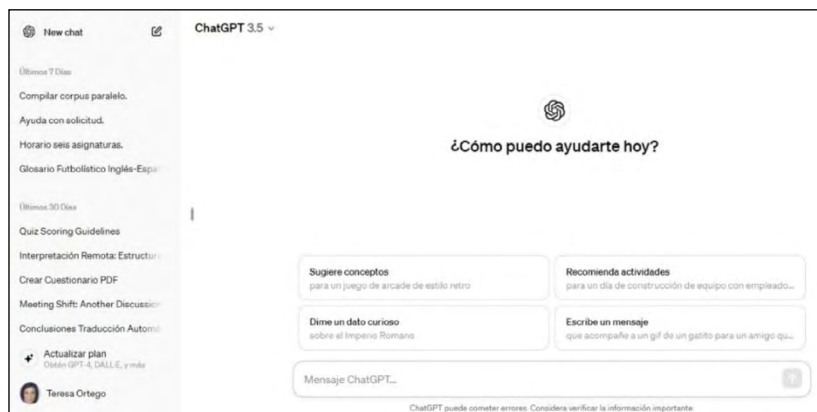 New chat
Últimos 7 Días
Compilar corpus paralelo.
Ayuda con solicitud.
Horario seis asignaturas.
Glosario Futbolístico Inglés-Espa
Últimos 30 Días
Quiz Scoring Guidelines
Interpretación Remota: Estructura
Crear Cuestionario PDF
Meeting Shift: Another Discussion
Conclusiones Traducción Automá
Actualizar plan
Obtén GPT-4, DALL·E, y más
Teresa Ortego
ChatGPT 3.5
¿Cómo puedo ayudarte hoy?
Sugiere conceptos
para un juego de arcade de estilo retro
Recomienda actividades
para un día de construcción de equipo con empleado...
Dime un dato curioso
sobre el Imperio Romano
Escribe un mensaje
que acompañe a un gif de un gatito para un amigo qu...
Mensaje ChatGPT...
ChatGPT puede cometer errores. Considera verificar la información importante
?